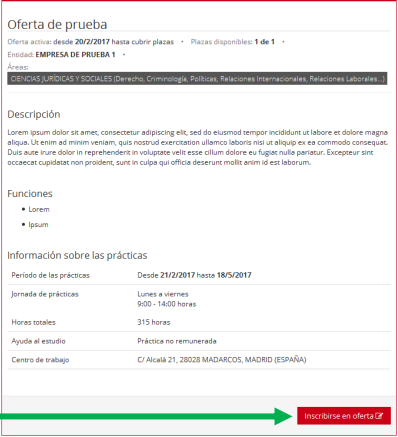 Oferta de prueba
Oferta activa: desde 20/2/2017 hasta cubrir plazas • Plazas disponibles: 1 de 1 •
Entidad: EMPRESA DE PRUEBA 1 •
Áreas:
CIENCIAS JURÍDICAS Y SOCIALES (Derecho, Criminología, Políticas, Relaciones Internacionales, Relaciones Laborales...)
Descripción
Lorem ipsum dolor sit amet, consectetur adipiscing elit, sed do eiusmod tempor incididunt ut labore et dolore magna
aliqua. Ut enim ad minim veniam, quis nostrud exercitation ullamco laboris nisi ut aliquip ex ea commodo consequat.
Duis aute irure dolor in reprehenderit in voluptate velit esse cillum dolore eu fugiat nulla pariatur. Excepteur sint
occaecat cupidatat non proident, sunt in culpa qui officia deserunt mollit anim id est laborum.
Funciones
• Lorem
• Ipsum
Información sobre las prácticas
Período de las prácticas Desde 21/2/2017 hasta 18/5/2017
Jornada de prácticas Lunes a viernes
9:00 - 14:00 horas
Horas totales 315 horas
Ayuda al estudio Práctica no remunerada
Centro de trabajo C/ Alcalá 21, 28028 MADARCOS, MADRID (ESPAÑA)
Inscribirse en oferta